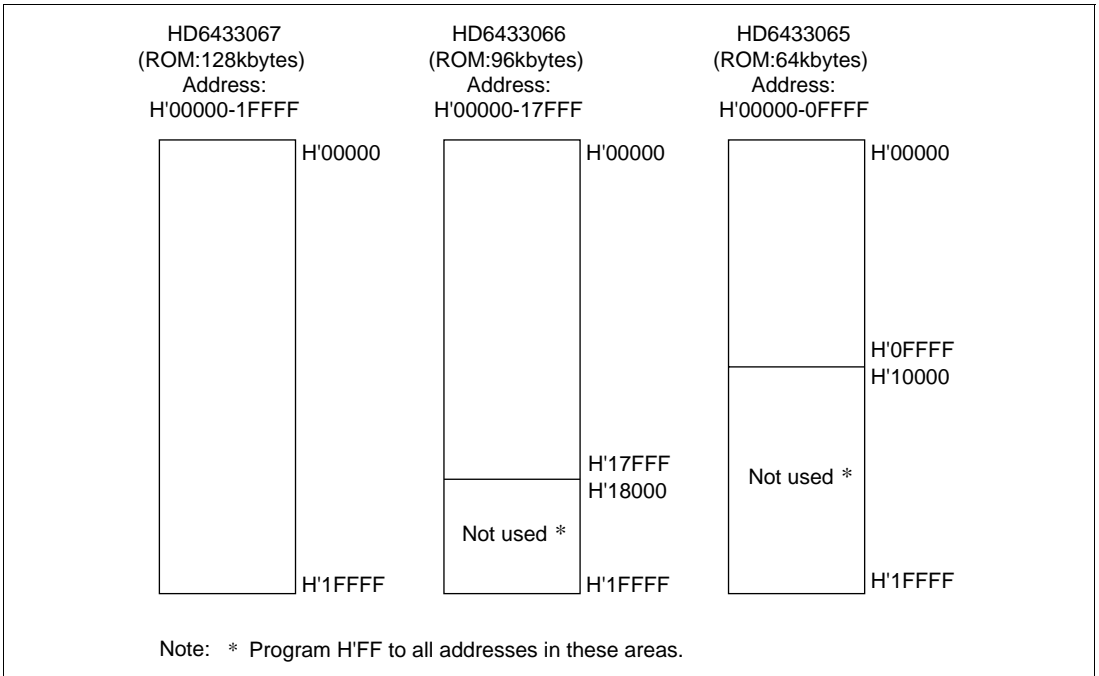 HD6433067
(ROM:128kbytes)
Address:
H'00000-1FFFF
H'00000
H'1FFFF
HD6433066
(ROM:96kbytes)
Address:
H'00000-17FFF
H'00000
H'17FFF
H'18000
Not used *
H'1FFFF
HD6433065
(ROM:64kbytes)
Address:
H'00000-0FFFF
H'00000
H'0FFFF
H'10000
Not used *
H'1FFFF
Note: * Program H'FF to all addresses in these areas.